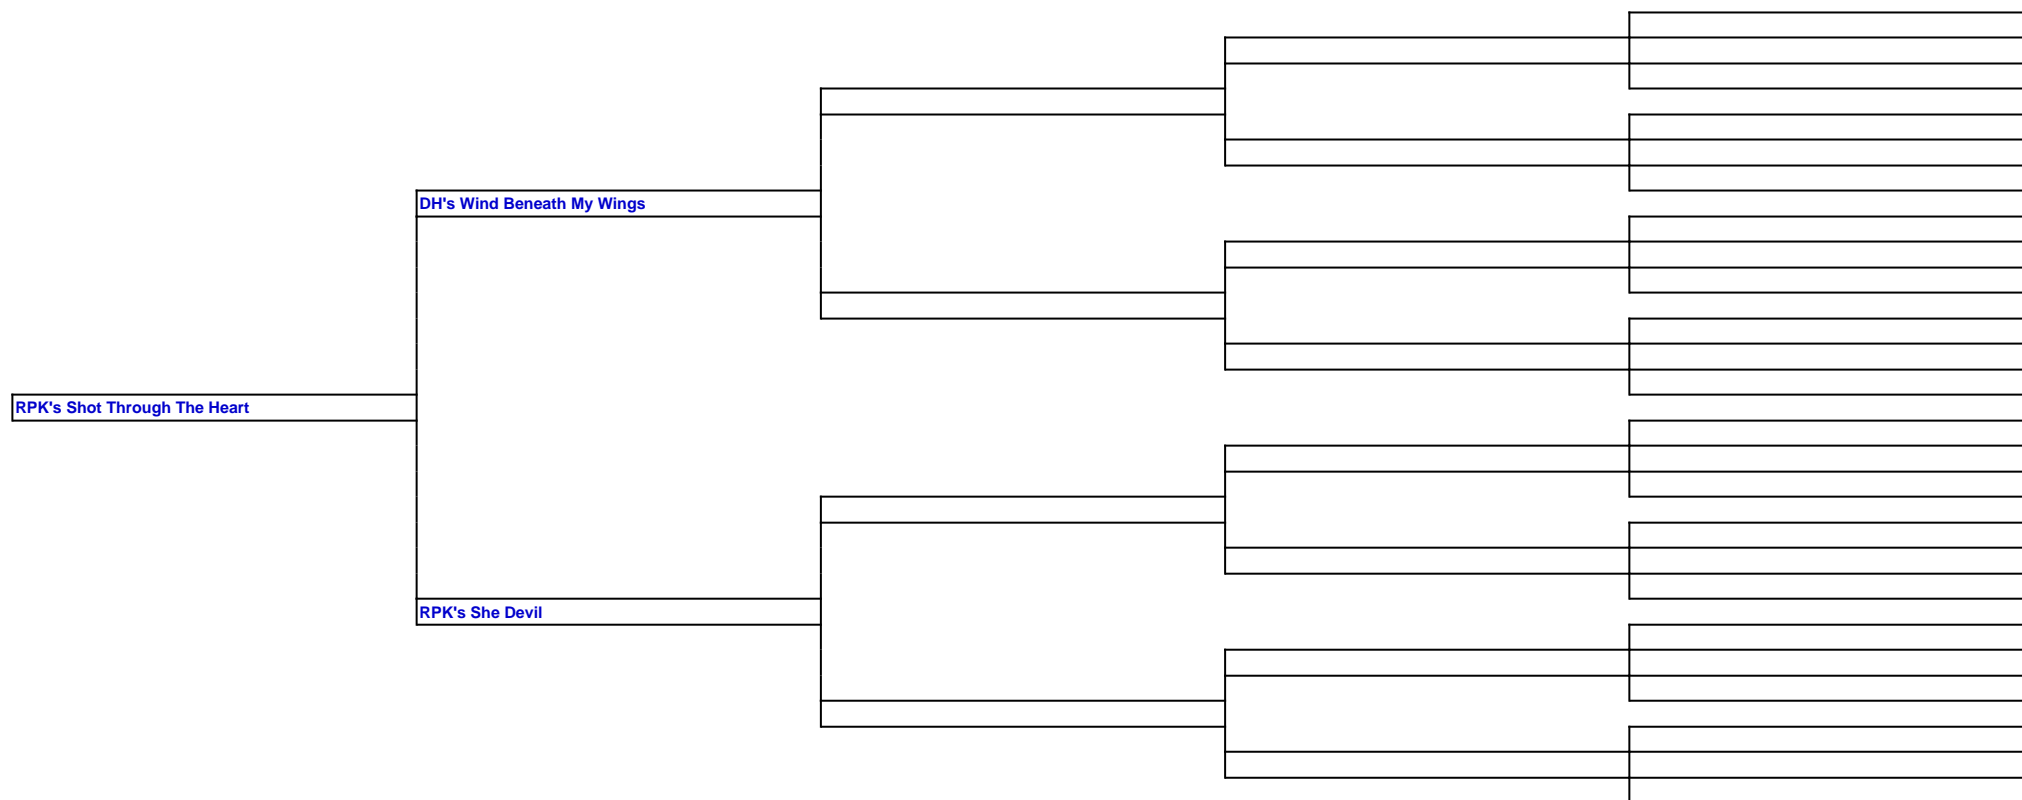 DH's Wind Beneath My Wings
RPK's Shot Through The Heart
RPK's She Devil